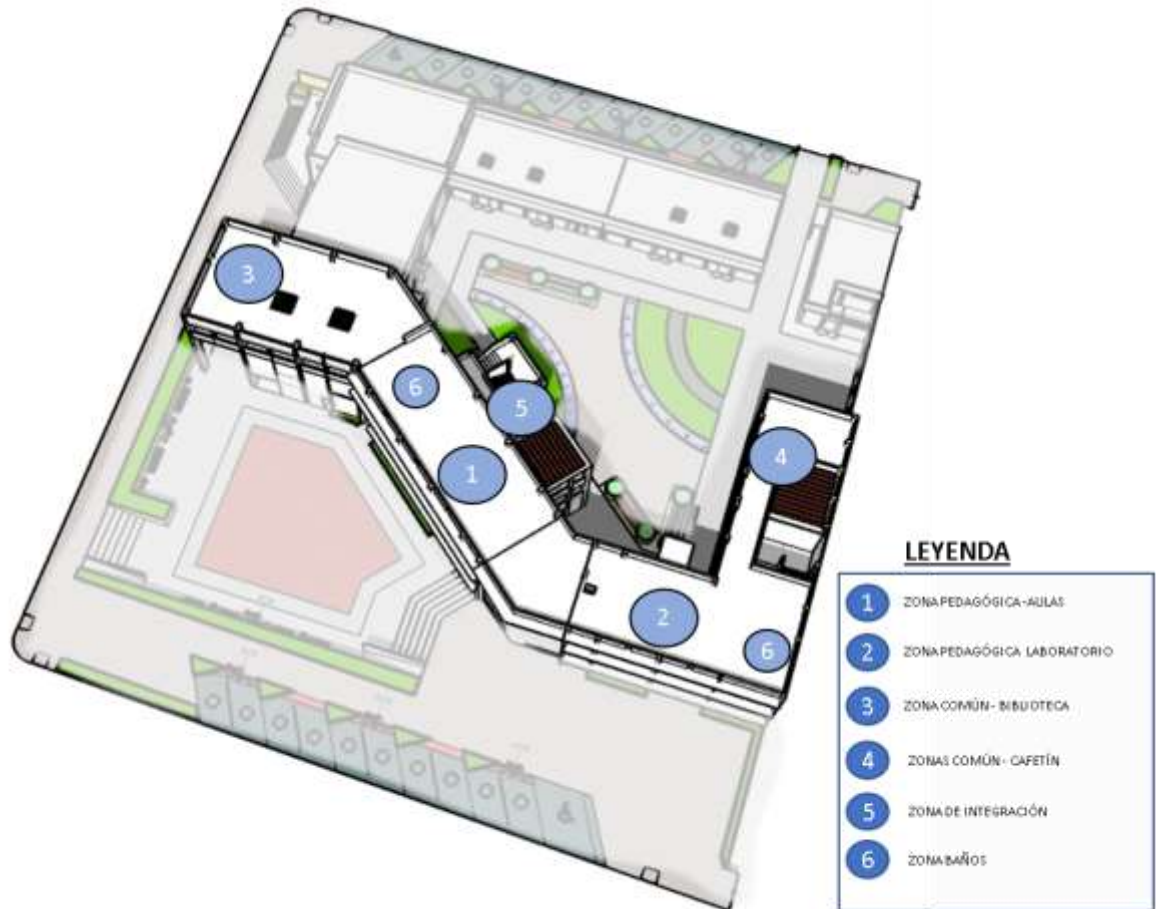 3
6
5
1
4
2
6
LEYENDA
1 ZONA PEDAGÓGICA-AULAS
2 ZONA PEDAGÓGICA LABORATORIO
3 ZONA COMÚN - BIBLIOTECA
4 ZONAS COMÚN - CAFETÍN
5 ZONA DE INTEGRACIÓN
6 ZONA BAÑOS